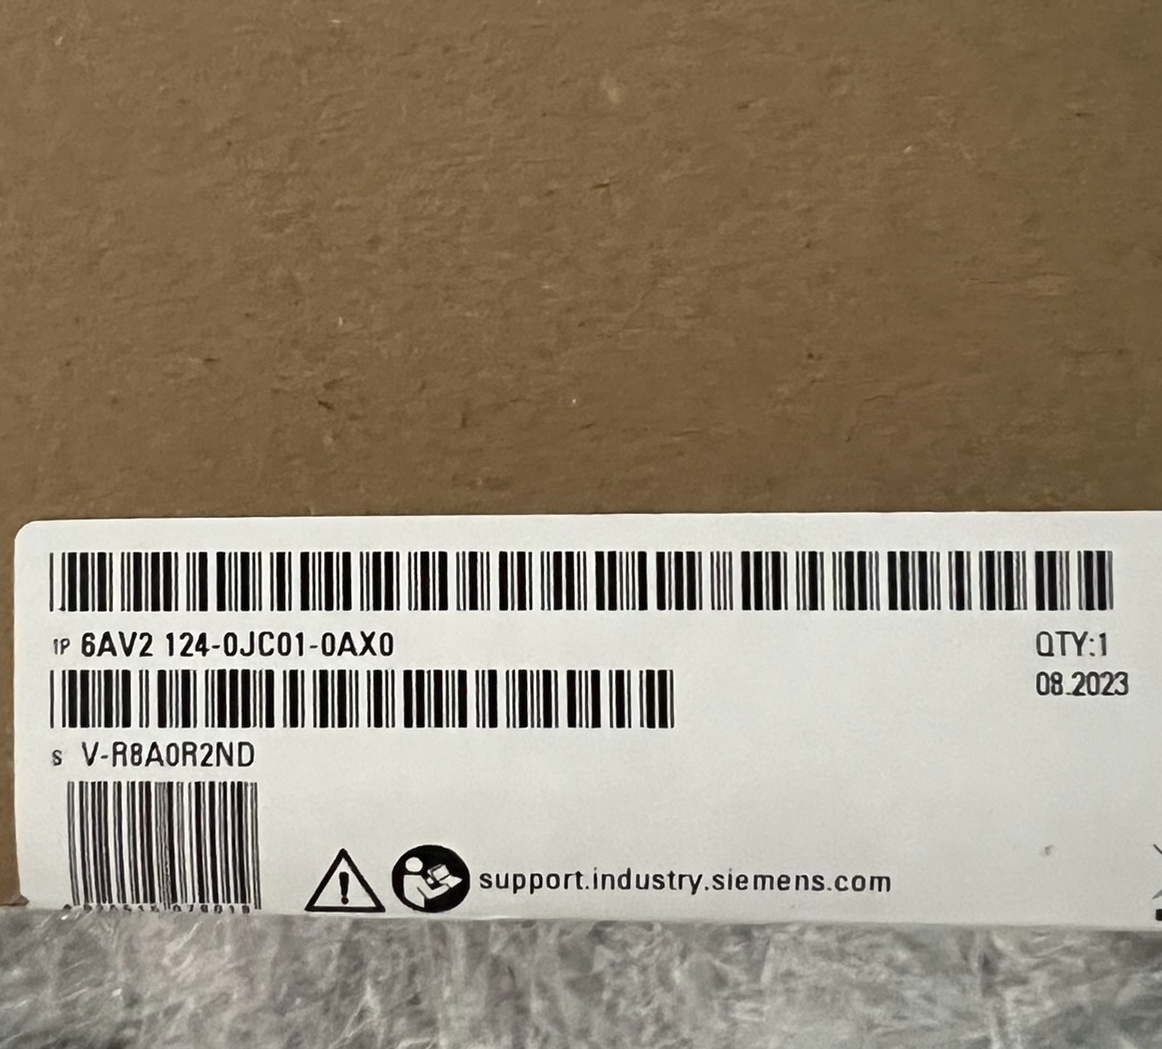 1P 6AV2 124-0JC01-0AX0
QTY:1
08.2023
S V-R8A0R2ND
support.industry.siemens.com